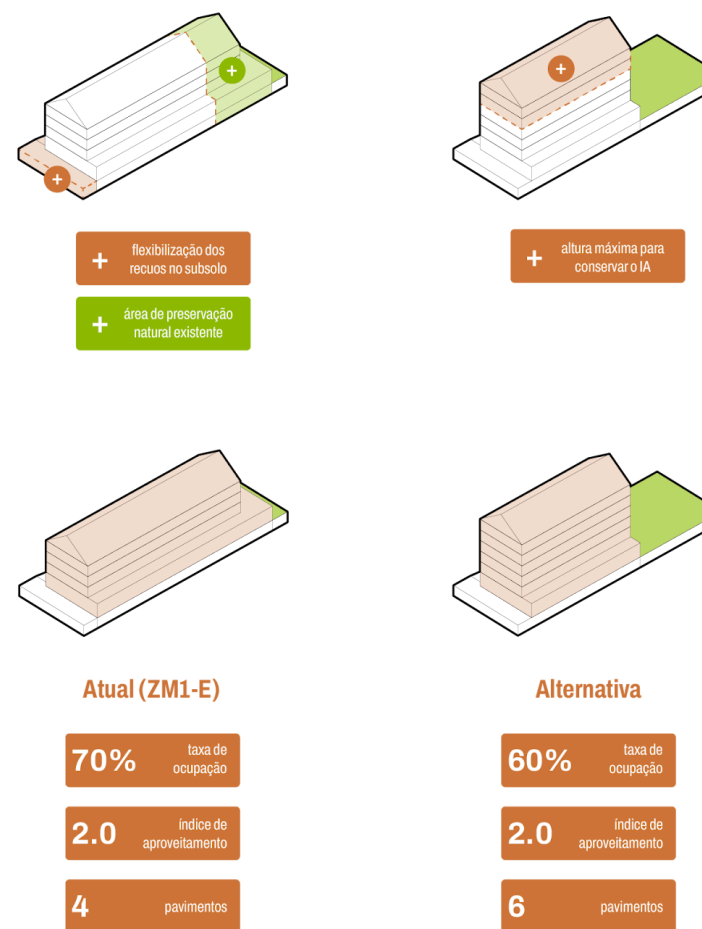 +
+
+
+ flexibilização dos
recuos no subsolo
+ altura máxima para
conservar o IA
+ área de preservação
natural existente
Atual (ZM1-E)
Alternativa
70% taxa de
ocupação
60% taxa de
ocupação
2.0 índice de
aproveitamento
2.0 índice de
aproveitamento
4 pavimentos
6 pavimentos